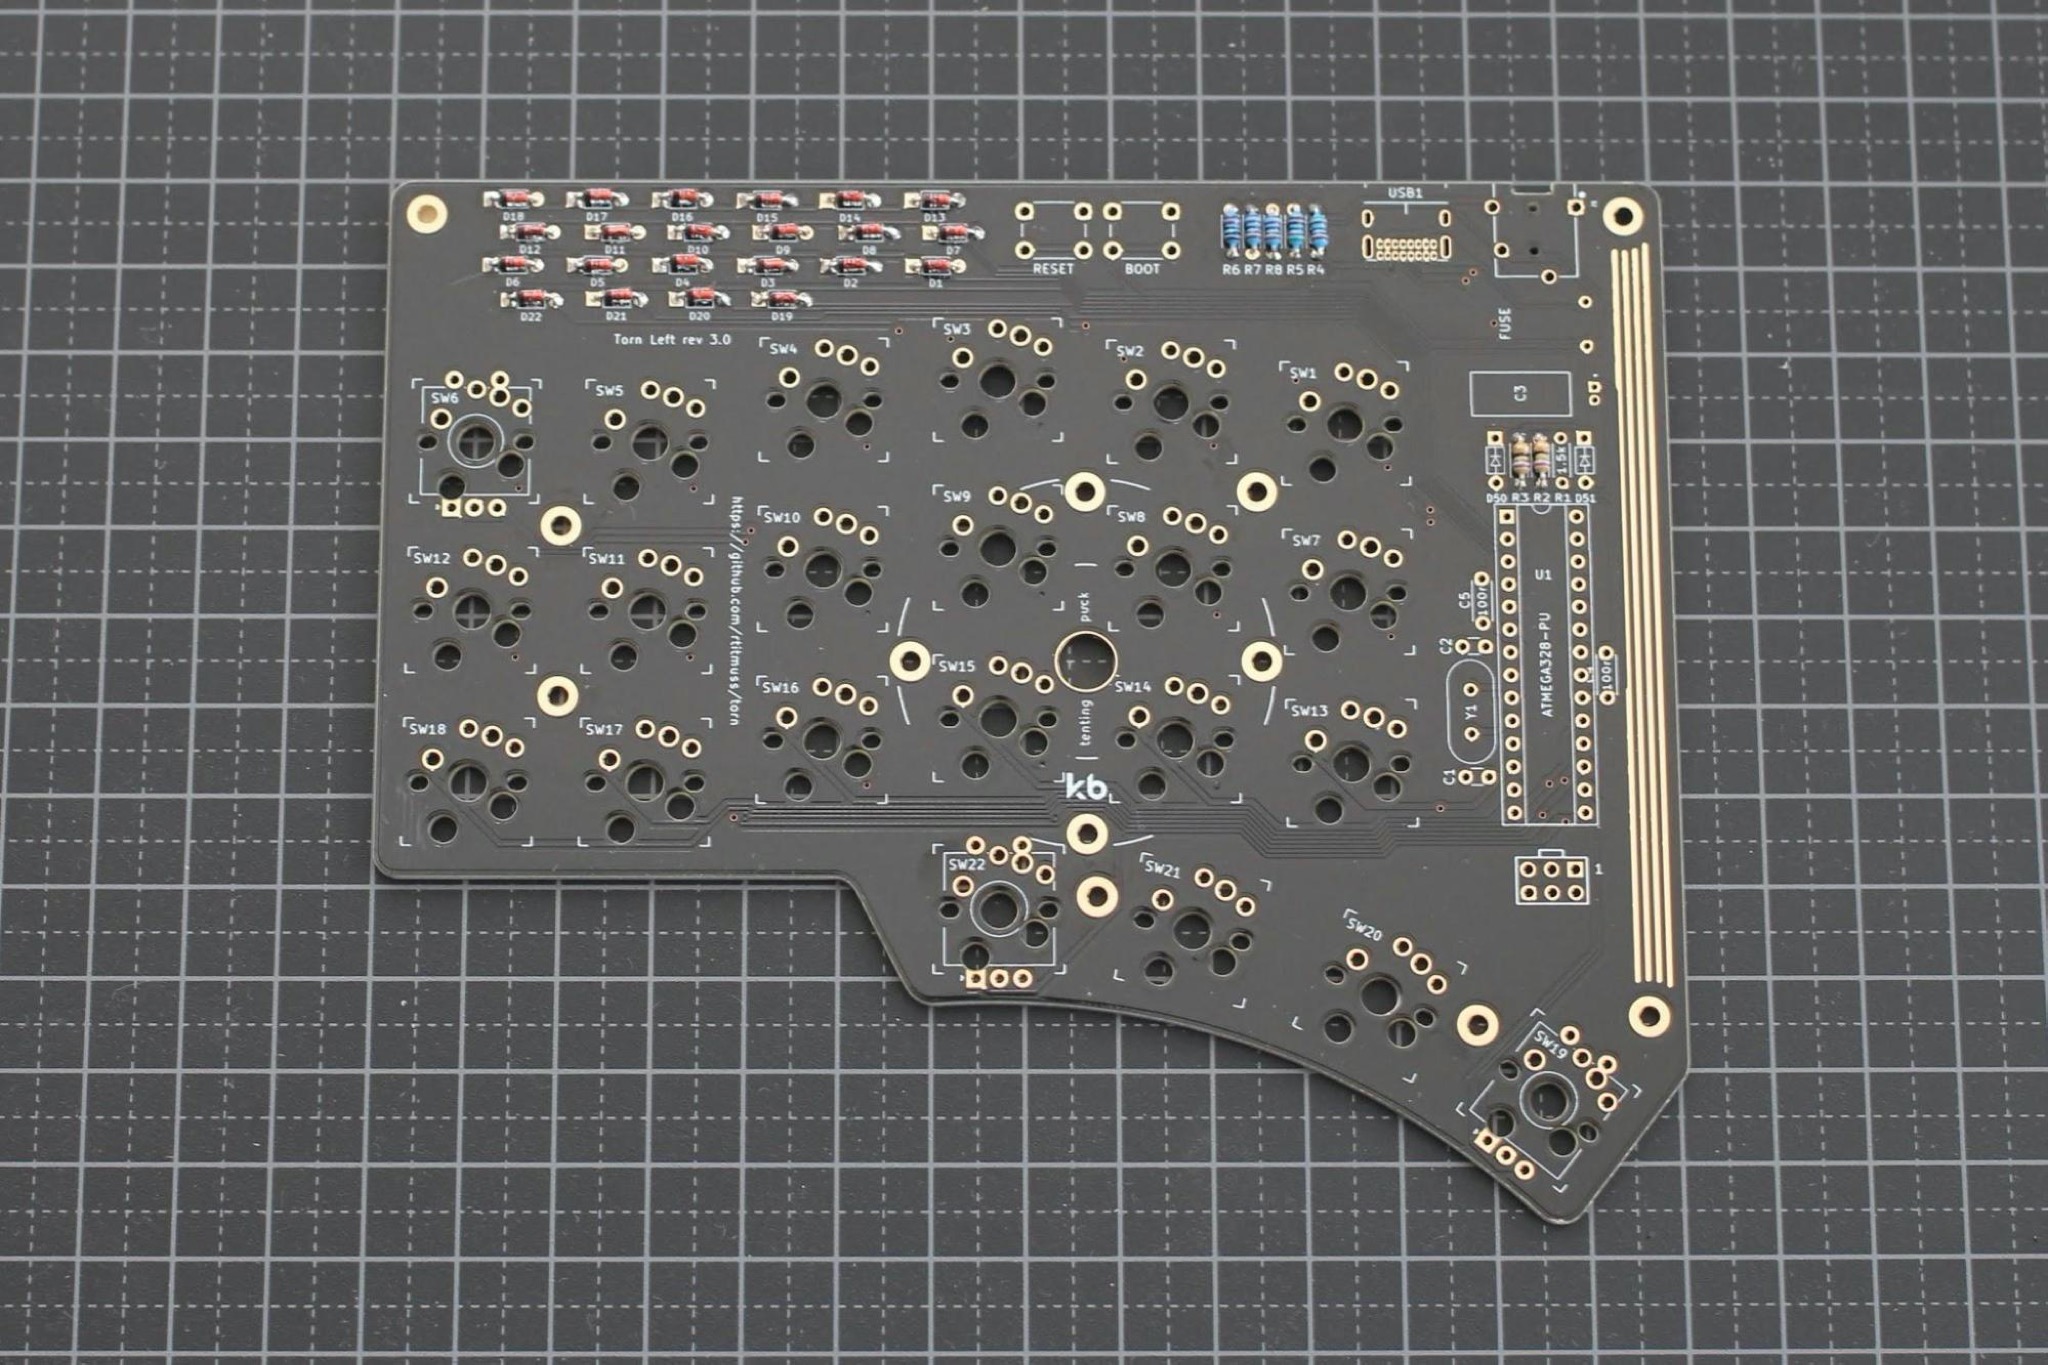 D18 D17 D16 D15 D14 D13
D12 D11 D10 D9 D8 D7
D6 D5 D4 D3 D2 D1
D22 D21 D20 D19
RESET BOOT
R6 R7 R8 R5 R4
USB1
FUSE
Torn Left rev 3.0
SW6 SW5 SW4 SW3 SW2 SW1
C3
1.5k
D50 R3 R2 R1 D51
https://github.com/rtitmuss/torn
SW12 SW11 SW10 SW9 SW8 SW7
puck
tenting
U1
ATMEGA328-PU
C5
100n
C2
Y1
C1
100n
SW18 SW17 SW16 SW15 SW14 SW13
kb
SW22 SW21 SW20 SW19
1